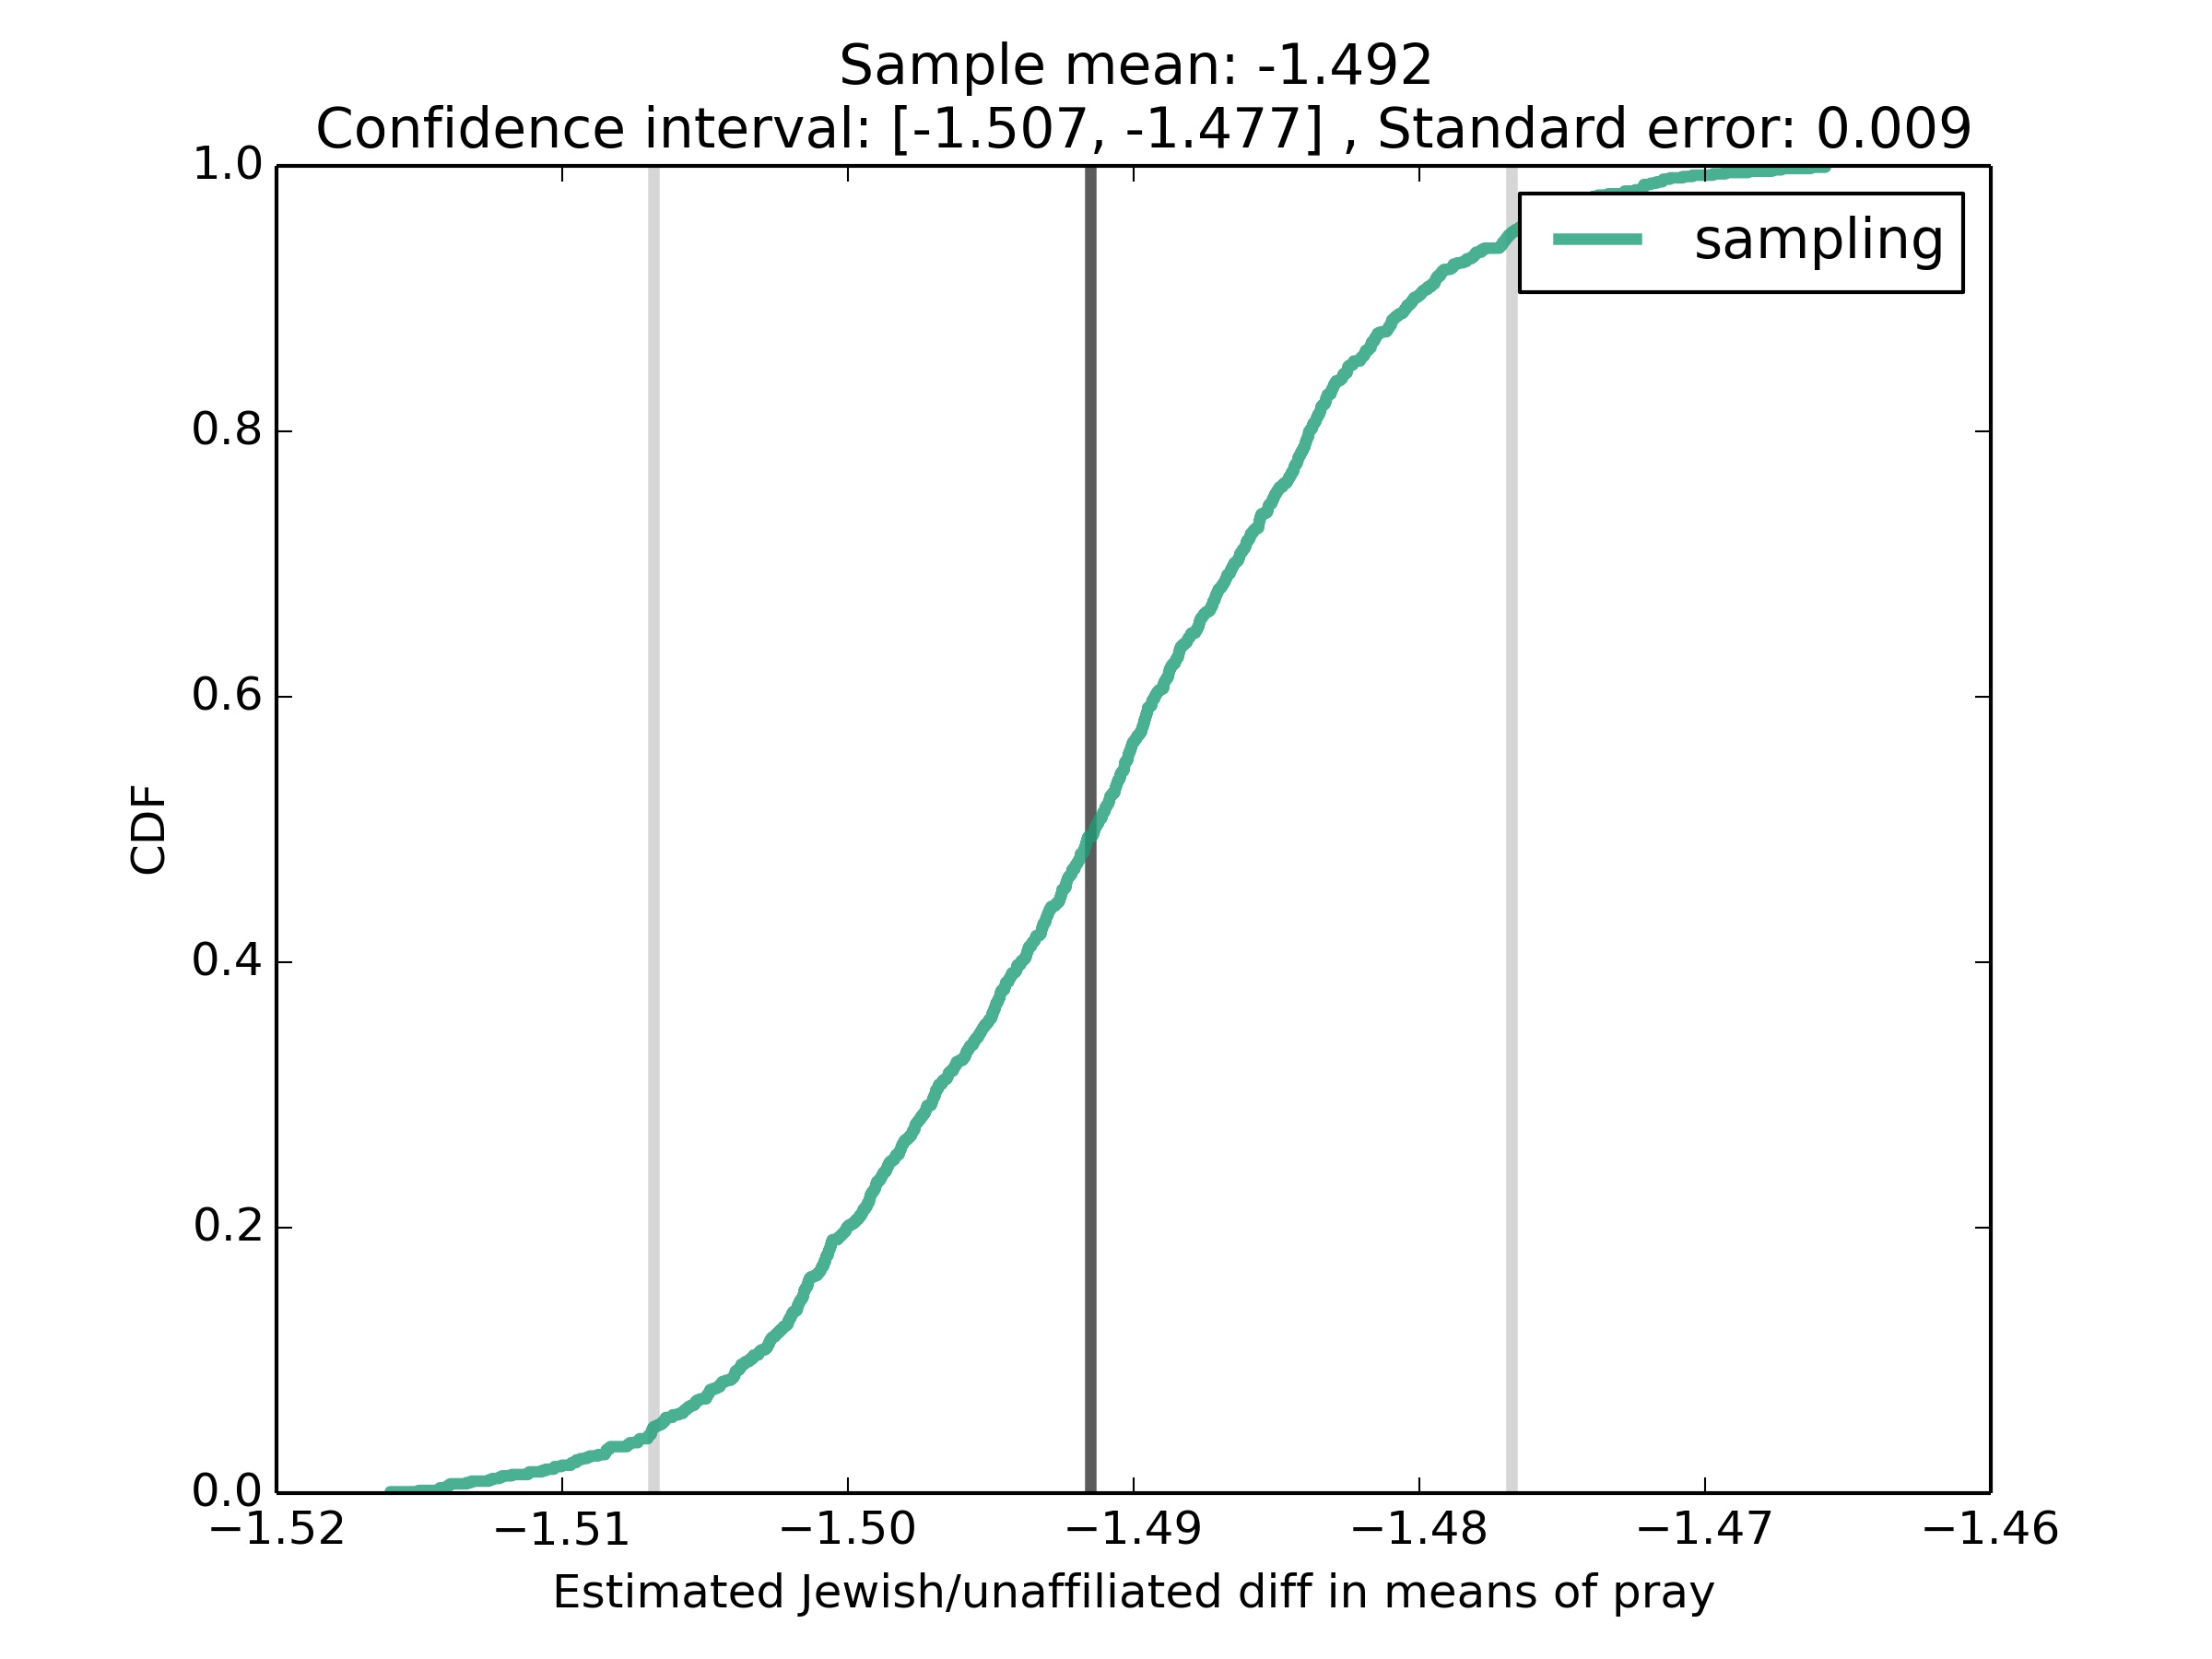 Sample mean: -1.492
Confidence interval: [-1.507, -1.477] , Standard error: 0.009
1.0
0.8
0.6
0.4
0.2
0.0
CDF
sampling
−1.52 −1.51 −1.50 −1.49 −1.48 −1.47 −1.46
Estimated Jewish/unaffiliated diff in means of pray